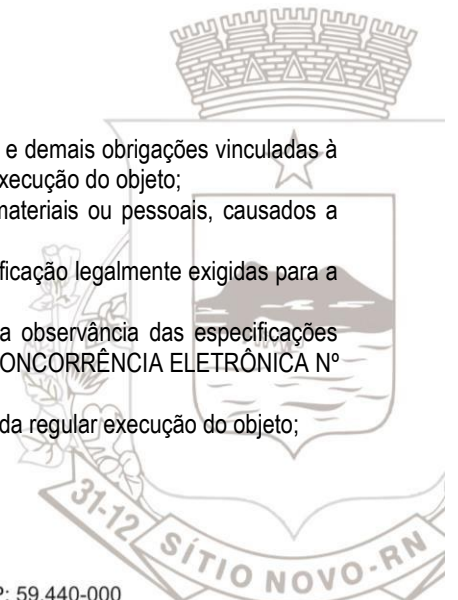 e demais obrigações vinculadas à
xecução do objeto;
materiais ou pessoais, causados a
ficação legalmente exigidas para a
a observância das especificações
ONCORRÊNCIA ELETRÔNICA Nº
da regular execução do objeto;
31-12 SÍTIO NOVO-RN
P: 59.440-000